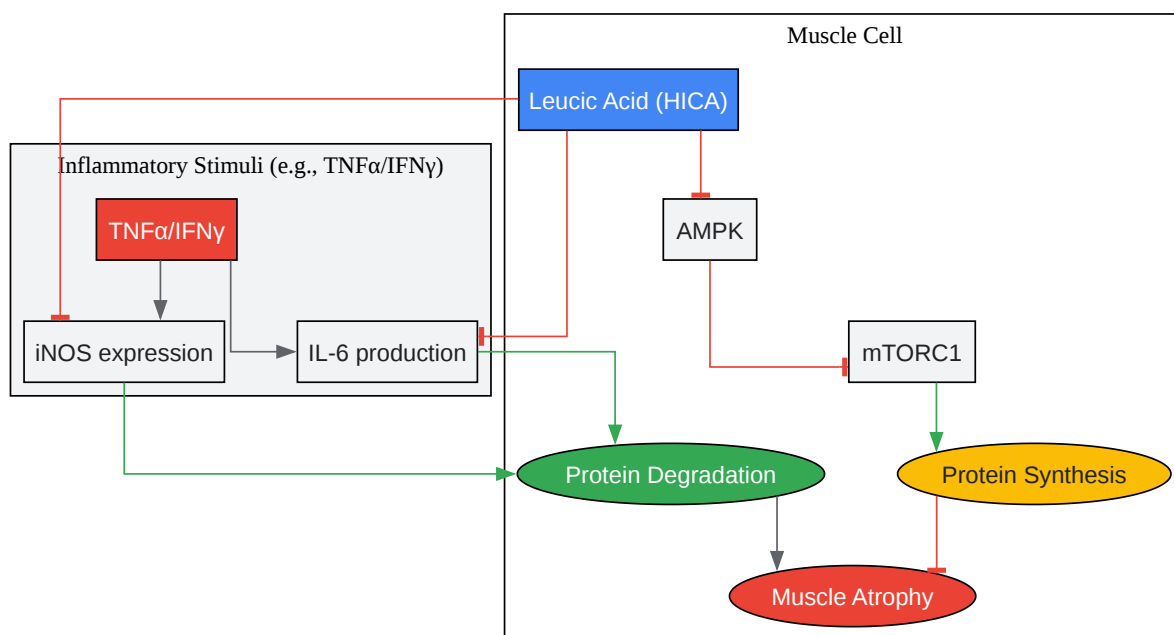 Muscle Cell
Leucic Acid (HICA)
Inflammatory Stimuli (e.g., TNFα/IFNγ)
TNFα/IFNγ
AMPK
iNOS expression
IL-6 production
mTORC1
Protein Degradation
Protein Synthesis
Muscle Atrophy